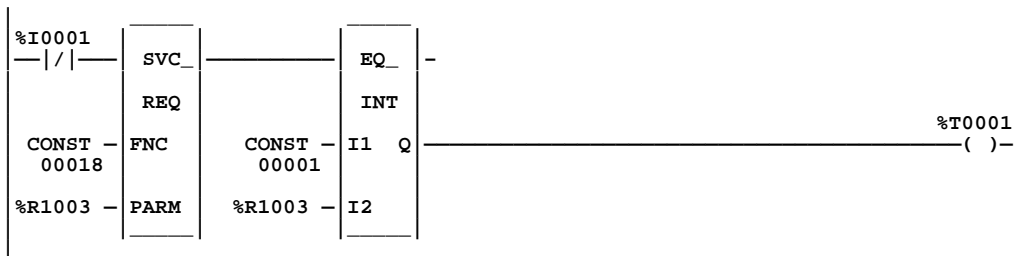 %I0001
SVC_ EQ_
REQ INT
%T0001
CONST FNC CONST I1 Q ( )
00018 00001
%R1003 PARM %R1003 I2